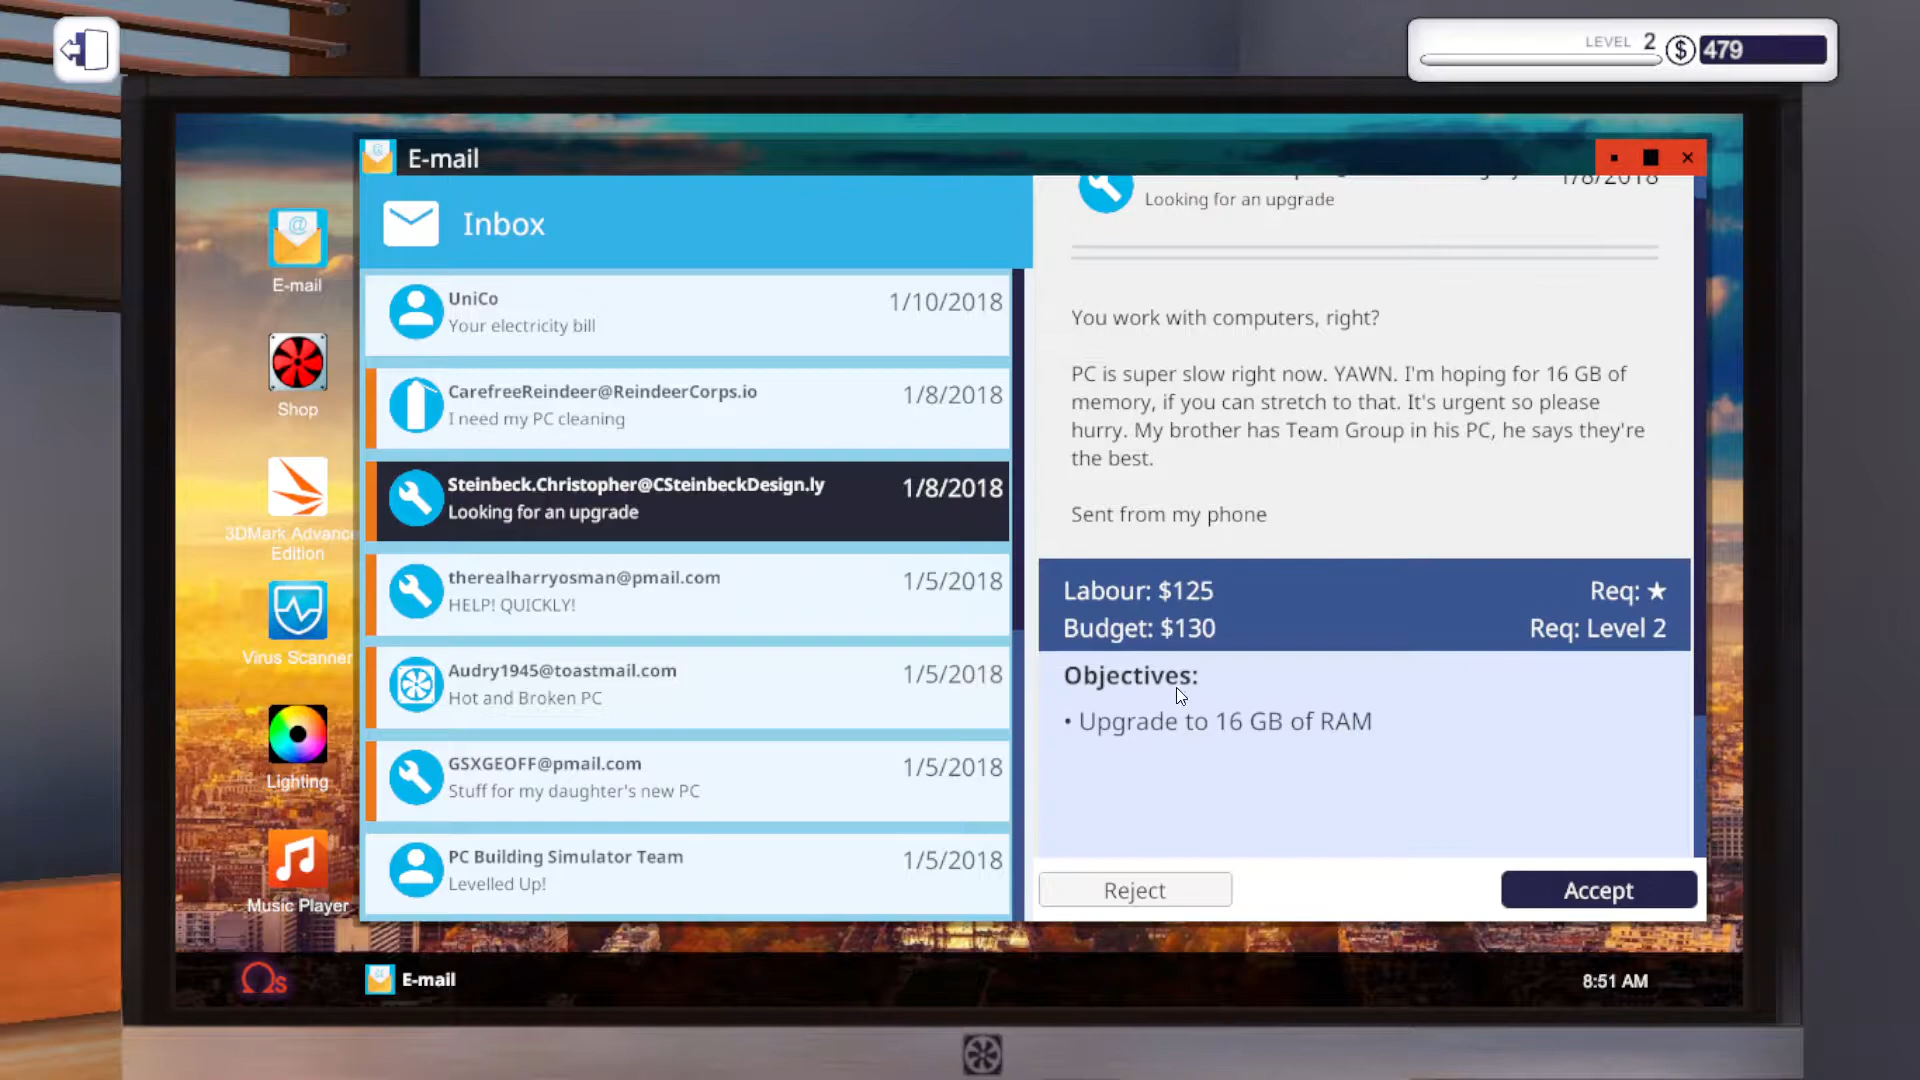 LEVEL 2
$ 479
E-mail
Inbox
UniCo
1/10/2018
Your electricity bill
CarefreeReindeer@ReindeerCorps.io
1/8/2018
I need my PC cleaning
Steinbeck.Christopher@CSteinbeckDesign.ly
1/8/2018
Looking for an upgrade
therealharryosman@pmail.com
1/5/2018
HELP! QUICKLY!
Audry1945@toastmail.com
1/5/2018
Hot and Broken PC
GSXGEOFF@pmail.com
1/5/2018
Stuff for my daughter's new PC
PC Building Simulator Team
1/5/2018
Levelled Up!
1/8/2018
Looking for an upgrade
You work with computers, right?
PC is super slow right now. YAWN. I'm hoping for 16 GB of
memory, if you can stretch to that. It's urgent so please
hurry. My brother has Team Group in his PC, he says they're
the best.
Sent from my phone
Labour: $125
Req: ★
Budget: $130
Req: Level 2
Objectives:
• Upgrade to 16 GB of RAM
Reject
Accept
E-mail
Shop
3DMark Advance
Edition
Virus Scanner
Lighting
Music Player
Ωs
E-mail
8:51 AM